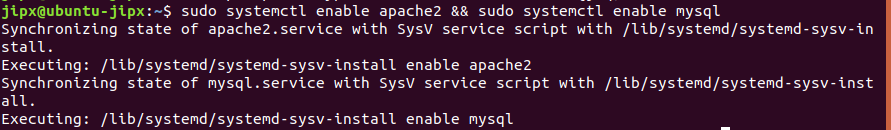 jipx@ubuntu-jipx:~$ sudo systemctl enable apache2 && sudo systemctl enable mysql
Synchronizing state of apache2.service with SysV service script with /lib/systemd/systemd-sysv-in
stall.
Executing: /lib/systemd/systemd-sysv-install enable apache2
Synchronizing state of mysql.service with SysV service script with /lib/systemd/systemd-sysv-inst
all.
Executing: /lib/systemd/systemd-sysv-install enable mysql